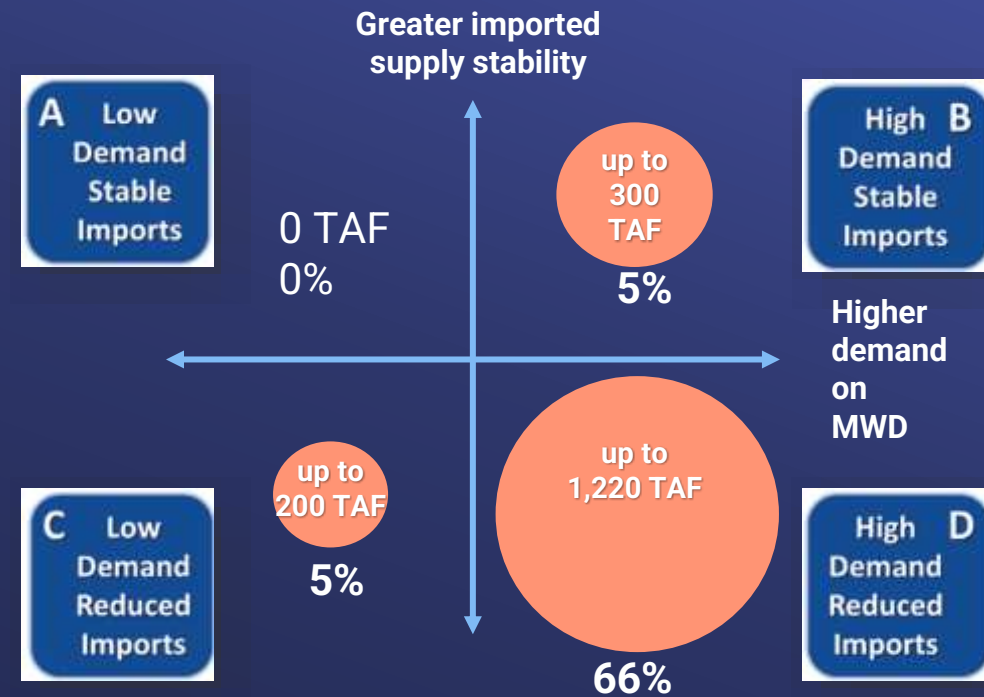 Greater imported
supply stability
A Low
Demand
Stable
Imports
0 TAF
0%
up to
300
TAF
5%
High B
Demand
Stable
Imports
Higher
demand
on
MWD
C Low
Demand
Reduced
Imports
up to
200 TAF
5%
up to
1,220 TAF
66%
High D
Demand
Reduced
Imports